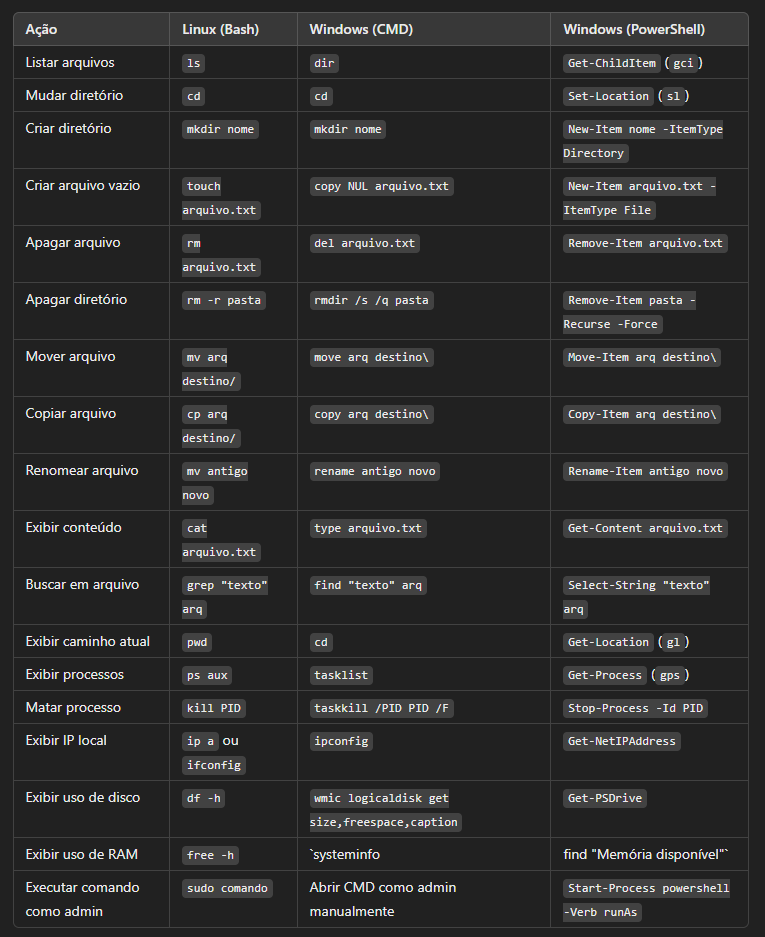 Ação Linux (Bash) Windows (CMD) Windows (PowerShell)
Listar arquivos ls dir Get-ChildItem (gci)
Mudar diretório cd cd Set-Location (sl)
Criar diretório mkdir nome mkdir nome New-Item nome -ItemType
Directory
Criar arquivo vazio touch copy NUL arquivo.txt New-Item arquivo.txt -
arquivo.txt ItemType File
Apagar arquivo rm del arquivo.txt Remove-Item arquivo.txt
arquivo.txt
Apagar diretório rm -r pasta rmdir /s /q pasta Remove-Item pasta -
Recurse -Force
Mover arquivo mv arq move arq destino\ Move-Item arq destino\
destino/
Copiar arquivo cp arq copy arq destino\ Copy-Item arq destino\
destino/
Renomear arquivo mv antigo rename antigo novo Rename-Item antigo novo
novo
Exibir conteúdo cat type arquivo.txt Get-Content arquivo.txt
arquivo.txt
Buscar em arquivo grep "texto" find "texto" arq Select-String "texto"
arq arq
Exibir caminho atual pwd cd Get-Location (gl)
Exibir processos ps aux tasklist Get-Process (gps)
Matar processo kill PID taskkill /PID PID /F Stop-Process -Id PID
Exibir IP local ip a ou ipconfig Get-NetIPAddress
ifconfig
Exibir uso de disco df -h wmic logicaldisk get Get-PSDrive
size,freespace,caption
Exibir uso de RAM free -h `systeminfo find "Memória disponível"`
Executar comando sudo comando Abrir CMD como admin Start-Process powershell
como admin manualmente -Verb runAs